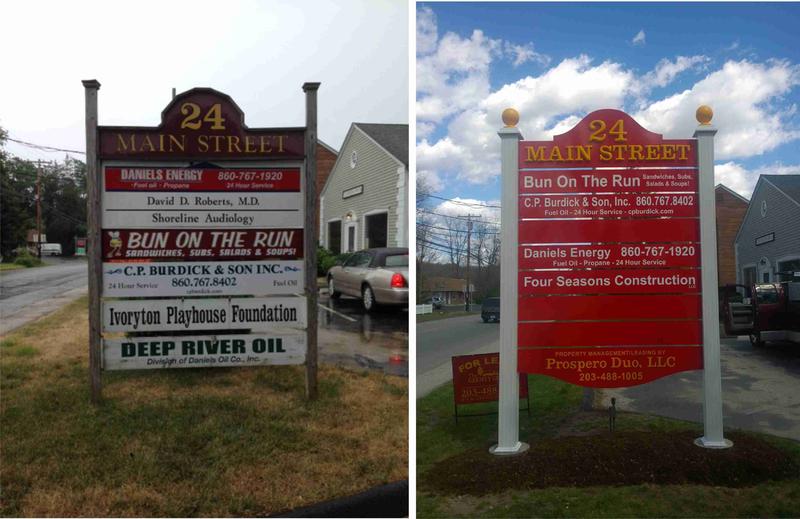 24
MAIN STREET
DANIELS ENERGY 860-767-1920
Fuel oil - Propane 24 Hour Service
David D. Roberts, M.D.
Shoreline Audiology
BUN ON THE RUN
SANDWICHES, SUBS, SALADS & SOUPS!
C.P. BURDICK & SON INC.
24 Hour Service 860.767.8402 Fuel Oil
cpburdick.com
Ivoryton Playhouse Foundation
DEEP RIVER OIL
Division of Daniels Oil Co., Inc.
24
MAIN STREET
Bun On The Run Sandwiches, Subs,
Salads & Soups!
C.P. Burdick & Son, Inc. 860.767.8402
Fuel Oil - 24 Hour Service - cpburdick.com
Daniels Energy 860-767-1920
Fuel Oil - Propane - 24 Hour Service
Four Seasons Construction
LLC
PROPERTY MANAGEMENT/LEASING BY
Prospero Duo, LLC
203-488-1005
FOR LE
203-488